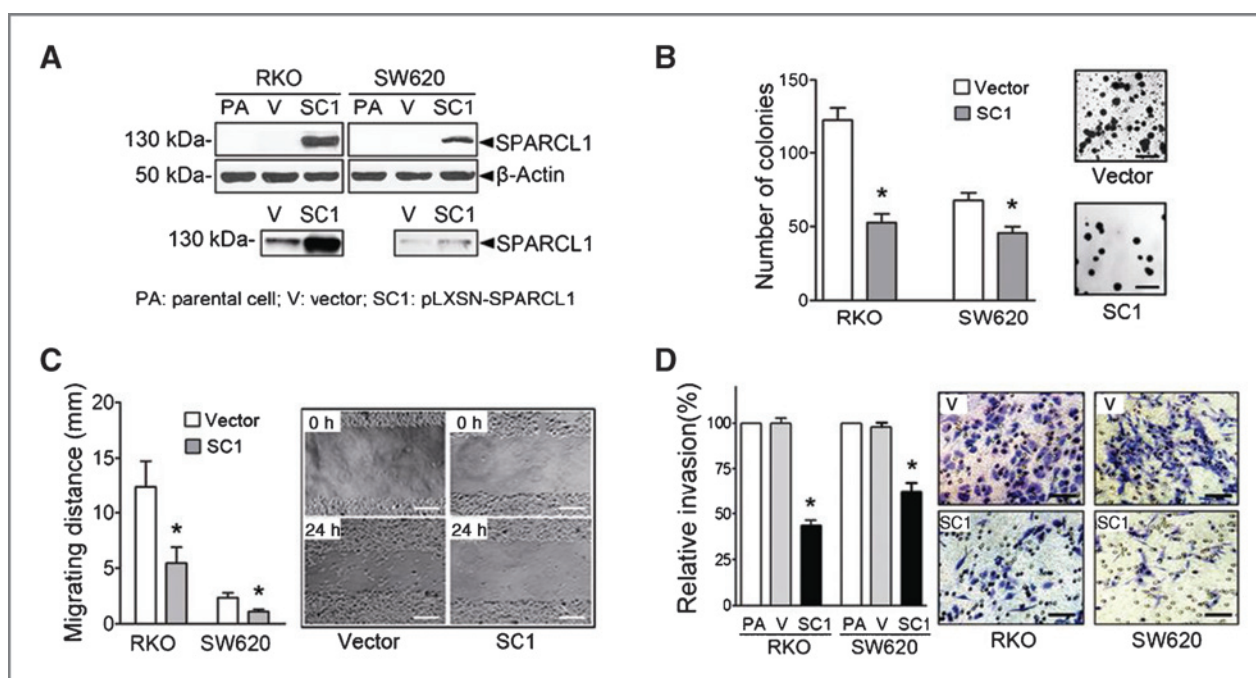 A
RKO SW620
PA V SC1 PA V SC1
130 kDa- SPARCL1
50 kDa- β-Actin
V SC1 V SC1
130 kDa- SPARCL1
PA: parental cell; V: vector; SC1: pLXSN-SPARCL1
B
Number of colonies
150
100
50
0
Vector
SC1
*
*
RKO SW620
Vector
SC1
C
Migrating distance (mm)
20
15
10
5
0
Vector
SC1
*
*
RKO SW620
0 h 0 h
24 h 24 h
Vector SC1
D
Relative invasion(%)
100
75
50
25
0
*
*
PA V SC1 PA V SC1
RKO SW620
V V
SC1 SC1
RKO SW620